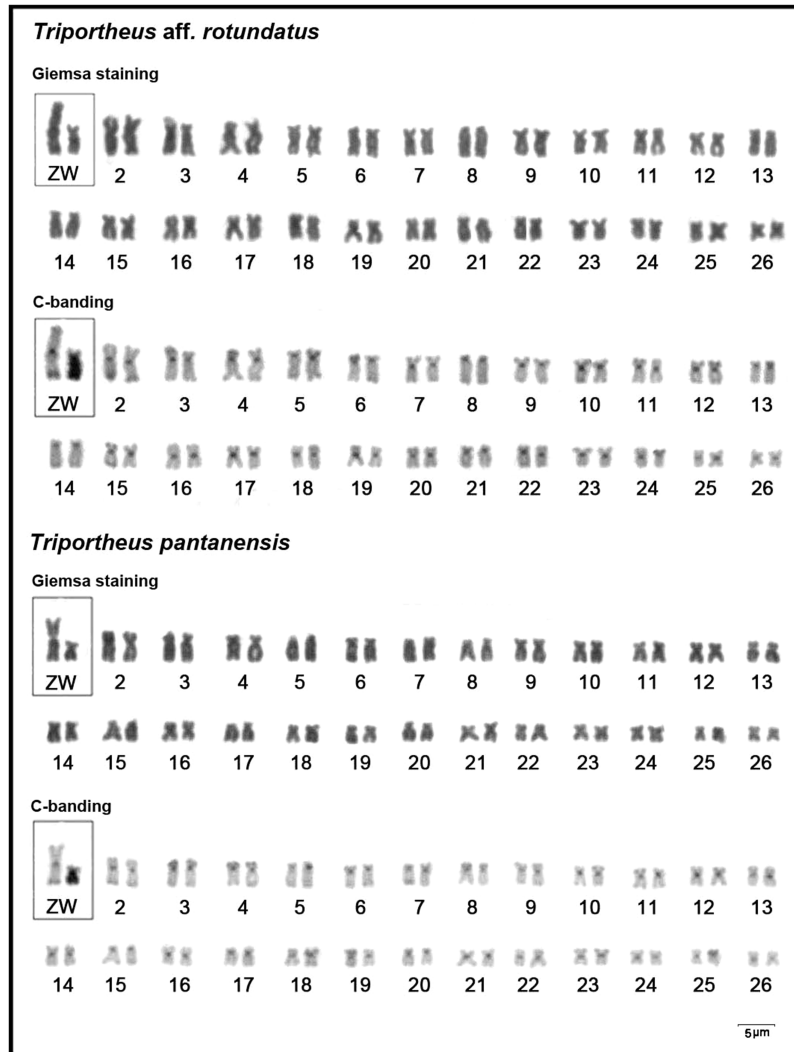 Triportheus aff. rotundatus
Giemsa staining
ZW 2 3 4 5 6 7 8 9 10 11 12 13
14 15 16 17 18 19 20 21 22 23 24 25 26
C-banding
ZW 2 3 4 5 6 7 8 9 10 11 12 13
14 15 16 17 18 19 20 21 22 23 24 25 26
Triportheus pantanensis
Giemsa staining
ZW 2 3 4 5 6 7 8 9 10 11 12 13
14 15 16 17 18 19 20 21 22 23 24 25 26
C-banding
ZW 2 3 4 5 6 7 8 9 10 11 12 13
14 15 16 17 18 19 20 21 22 23 24 25 26
5µm